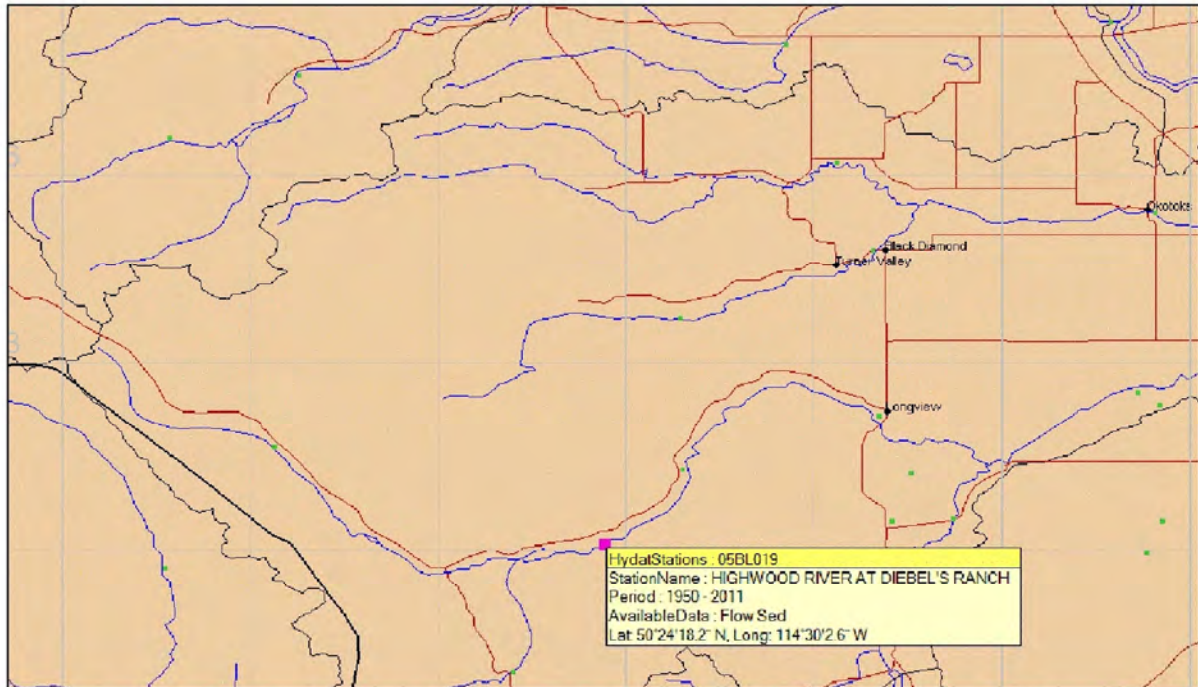 Okotoks
Black Diamond
Turner Valley
Longview
HydatStations : 05BL019
StationName : HIGHWOOD RIVER AT DIEBEL'S RANCH
Period : 1950 - 2011
AvailableData : Flow Sed
Lat: 50°24'18.2" N, Long: 114°30'2.6" W